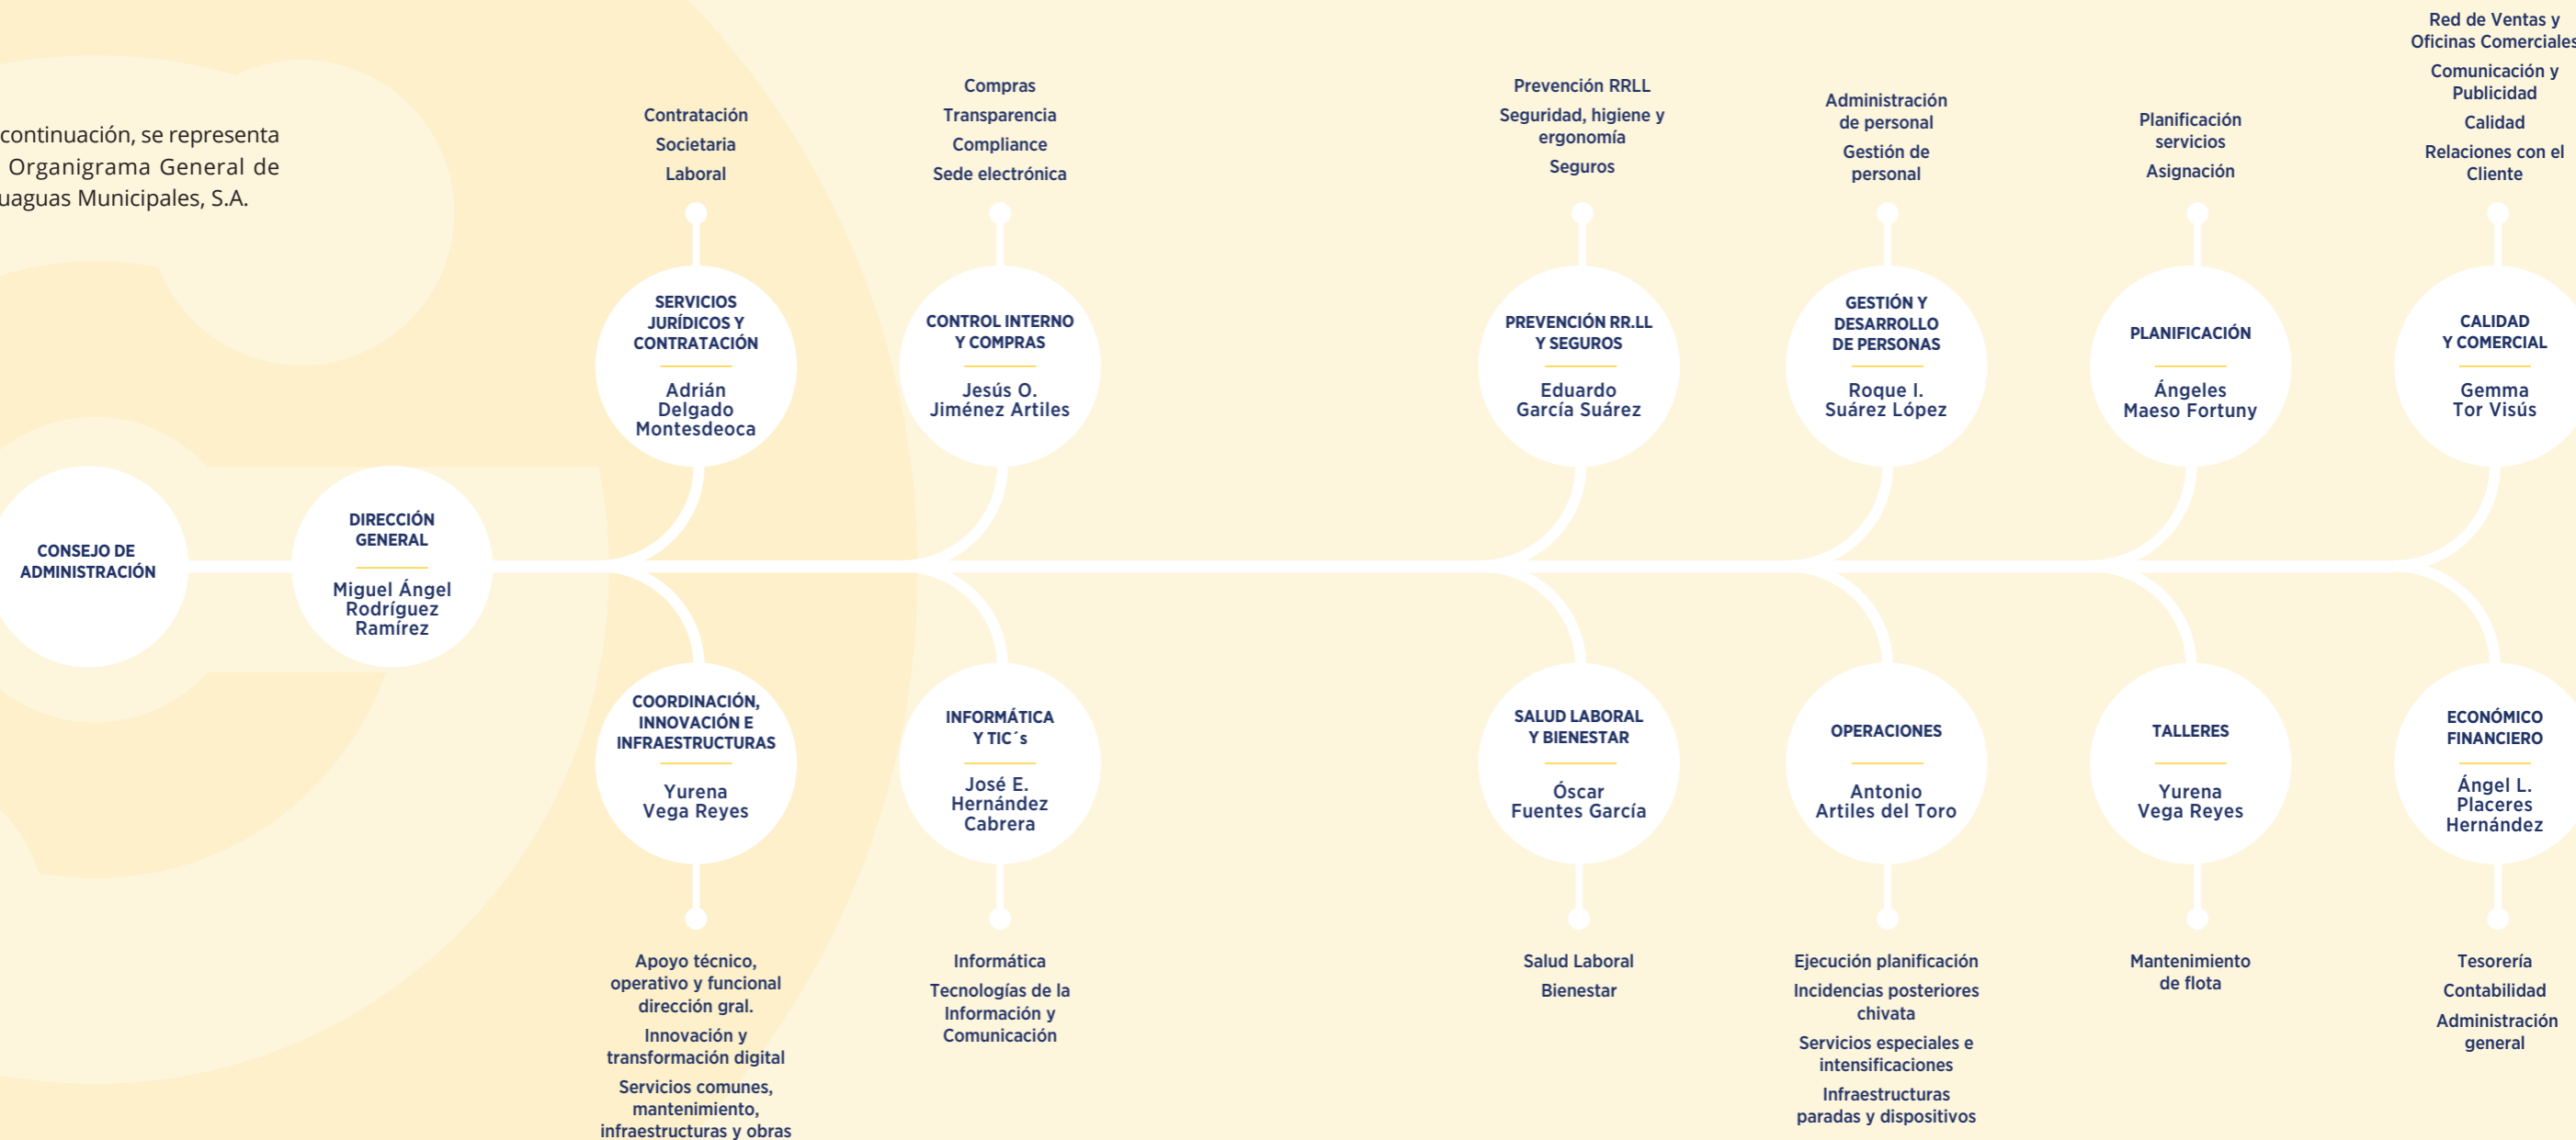 continuación, se representa
Organigrama General de
uaguas Municipales, S.A.
CONSEJO DE
ADMINISTRACIÓN
DIRECCIÓN
GENERAL
Miguel Ángel
Rodríguez
Ramírez
Contratación
Societaria
Laboral
SERVICIOS
JURÍDICOS Y
CONTRATACIÓN
Adrián
Delgado
Montesdeoca
Compras
Transparencia
Compliance
Sede electrónica
CONTROL INTERNO
Y COMPRAS
Jesús O.
Jiménez Artiles
Prevención RRLL
Seguridad, higiene y
ergonomía
Seguros
PREVENCIÓN RR.LL
Y SEGUROS
Eduardo
García Suárez
Administración
de personal
Gestión de
personal
GESTIÓN Y
DESARROLLO
DE PERSONAS
Roque I.
Suárez López
Planificación
servicios
Asignación
PLANIFICACIÓN
Ángeles
Maeso Fortuny
Red de Ventas y
Oficinas Comerciales
Comunicación y
Publicidad
Calidad
Relaciones con el
Cliente
CALIDAD
Y COMERCIAL
Gemma
Tor Visús
COORDINACIÓN,
INNOVACIÓN E
INFRAESTRUCTURAS
Yurena
Vega Reyes
Apoyo técnico,
operativo y funcional
dirección gral.
Innovación y
transformación digital
Servicios comunes,
mantenimiento,
infraestructuras y obras
INFORMÁTICA
Y TIC´s
José E.
Hernández
Cabrera
Informática
Tecnologías de la
Información y
Comunicación
SALUD LABORAL
Y BIENESTAR
Óscar
Fuentes García
Salud Laboral
Bienestar
OPERACIONES
Antonio
Artiles del Toro
Ejecución planificación
Incidencias posteriores
chivata
Servicios especiales e
intensificaciones
Infraestructuras
paradas y dispositivos
TALLERES
Yurena
Vega Reyes
Mantenimiento
de flota
ECONÓMICO
FINANCIERO
Ángel L.
Placeres
Hernández
Tesorería
Contabilidad
Administración
general